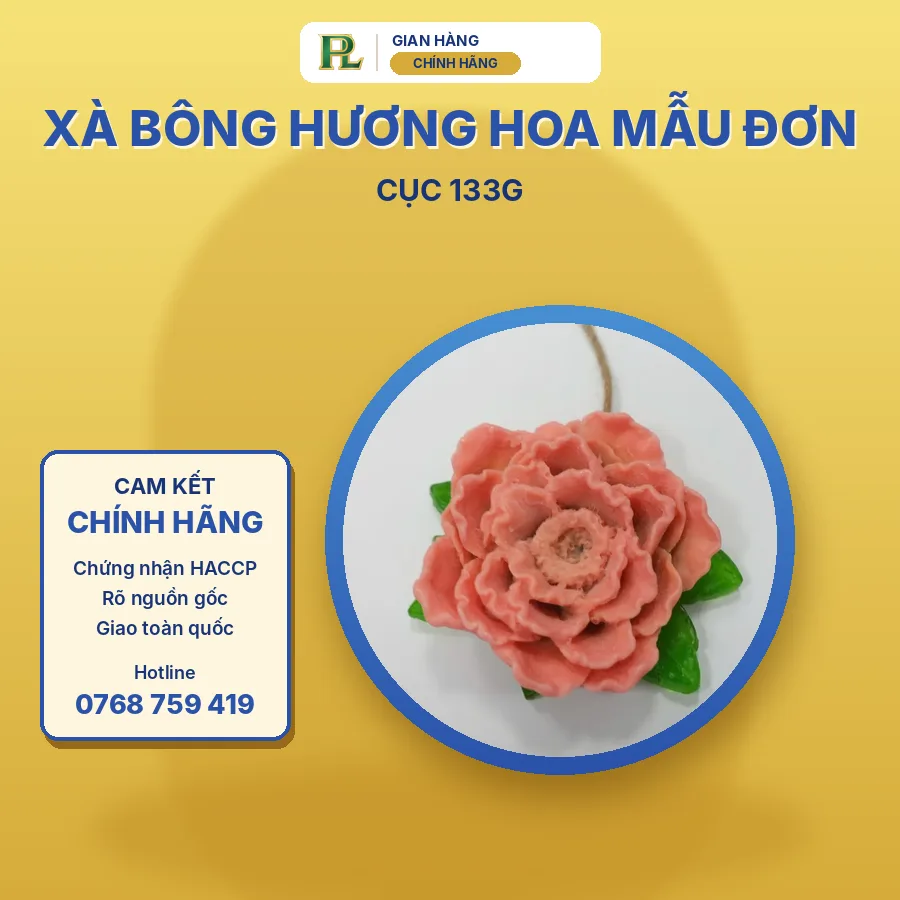 PL
GIAN HÀNG
CHÍNH HÃNG
XÀ BÔNG HƯƠNG HOA MẪU ĐƠN
CỤC 133G
CAM KẾT
CHÍNH HÃNG
Chứng nhận HACCP
Rõ nguồn gốc
Giao toàn quốc
Hotline
0768 759 419